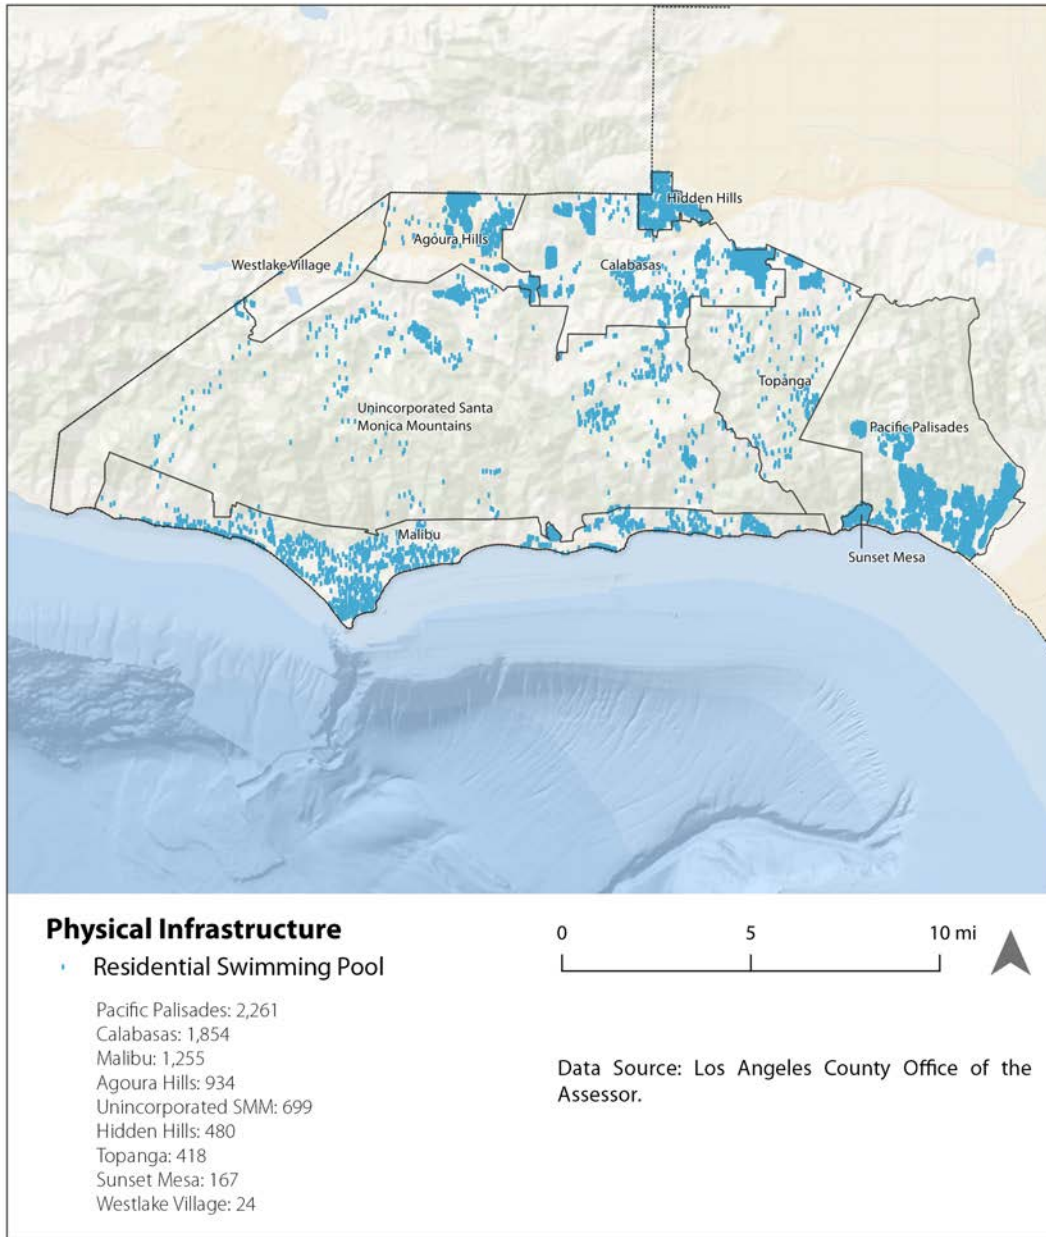 Hidden Hills
Agoura Hills
Westlake Village
Calabasas
Topanga
Unincorporated Santa
Monica Mountains
Pacific Palisades
Malibu
Sunset Mesa
Physical Infrastructure
Residential Swimming Pool
Pacific Palisades: 2,261
Calabasas: 1,854
Malibu: 1,255
Agoura Hills: 934
Unincorporated SMM: 699
Hidden Hills: 480
Topanga: 418
Sunset Mesa: 167
Westlake Village: 24
0 5 10 mi
Data Source: Los Angeles County Office of the
Assessor.